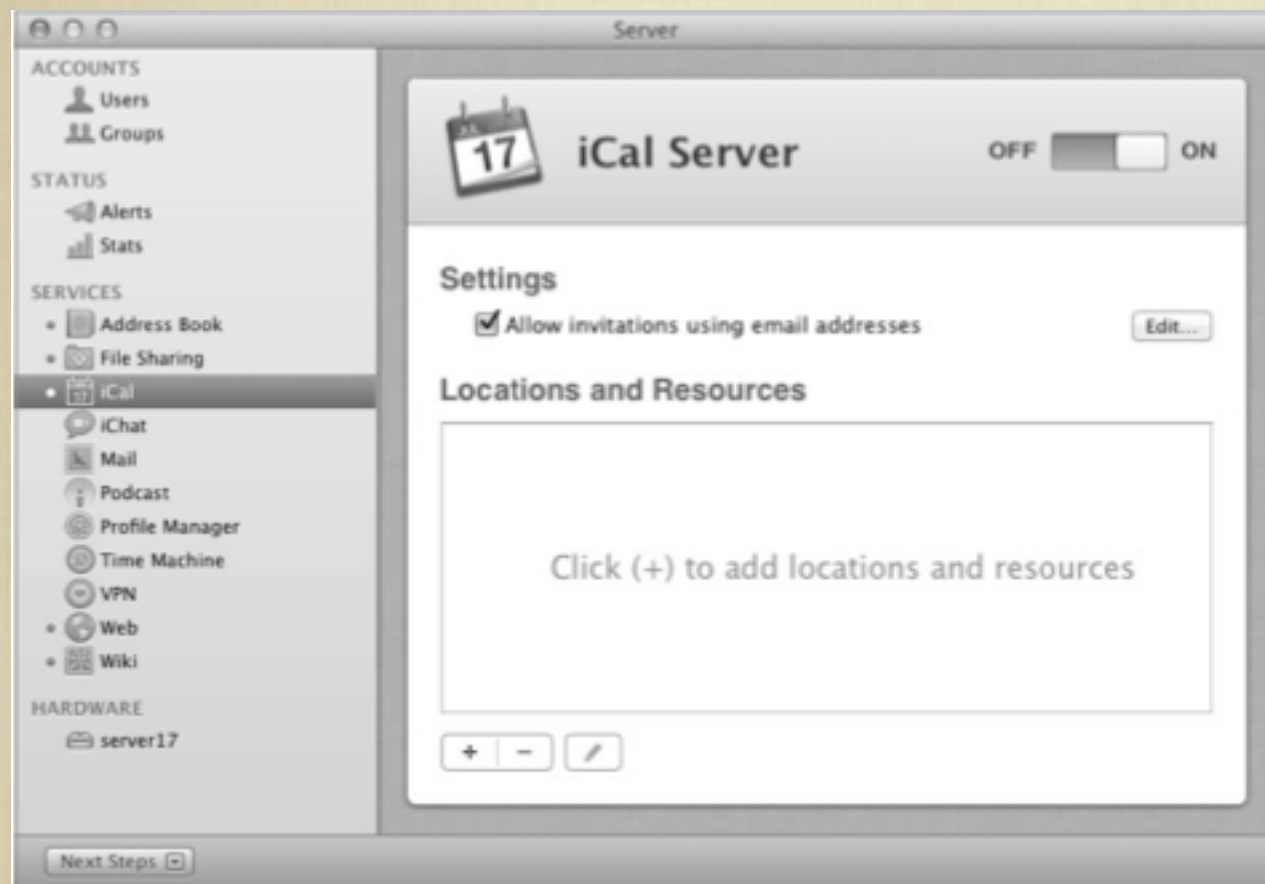 Server
ACCOUNTS
Users
Groups
STATUS
Alerts
Stats
SERVICES
Address Book
File Sharing
iCal
iChat
Mail
Podcast
Profile Manager
Time Machine
VPN
Web
Wiki
HARDWARE
server17
Next Steps
17
iCal Server
OFF
ON
Settings
Allow invitations using email addresses
Edit...
Locations and Resources
Click (+) to add locations and resources
+ -